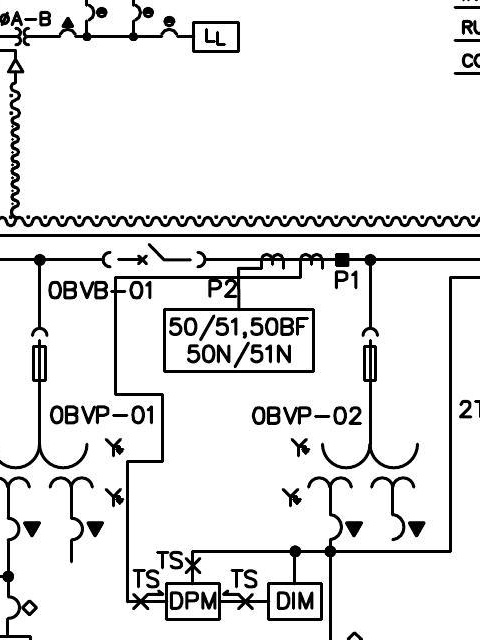 ØA-B
LL
RU
CO
0BVB-01
P2
P1
50/51,50BF
50N/51N
0BVP-01
0BVP-02
2T
TS
TS
TS
DPM
DIM